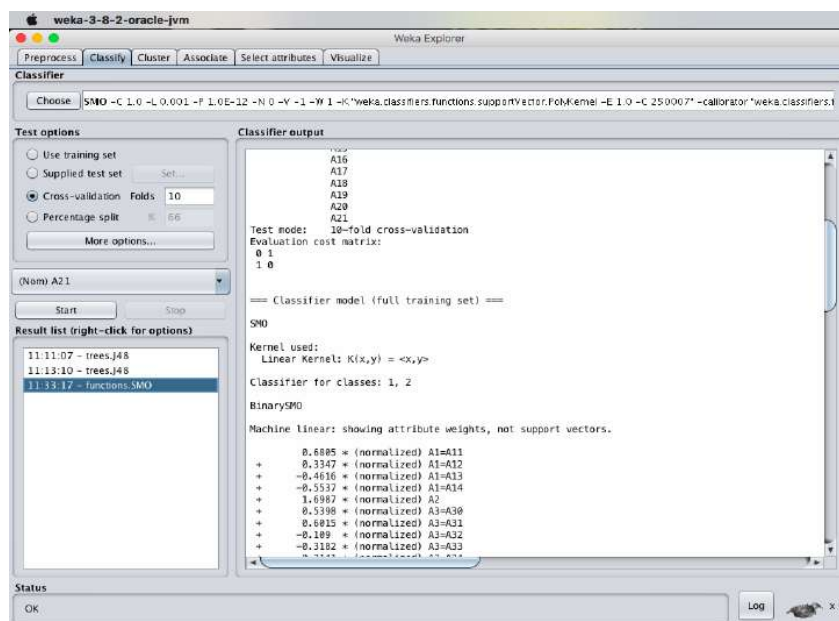 weka-3-8-2-oracle-jvm
Weka Explorer
Preprocess Classify Cluster Associate Select attributes Visualize
Classifier
Choose SMO -C 1.0 -L 0.001 -P 1.0E-12 -N 0 -V -1 -W 1 -K "weka.classifiers.functions.supportVector.PolyKernel -E 1.0 -C 250007" -calibrator "weka.classifiers.
Test options
Use training set
Supplied test set Set...
Cross-validation Folds 10
Percentage split % 66
More options...
(Nom) A21
Start Stop
Result list (right-click for options)
11:11:07 - trees.J48
11:13:10 - trees.J48
11:33:17 - functions.SMO
Classifier output
A16
A17
A18
A19
A20
A21
Test mode: 10-fold cross-validation
Evaluation cost matrix:
0 1
1 0
=== Classifier model (full training set) ===
SMO
Kernel used:
Linear Kernel: K(x,y) = <x,y>
Classifier for classes: 1, 2
BinarySMO
Machine linear: showing attribute weights, not support vectors.
0.6805 * (normalized) A1=A11
+ 0.3347 * (normalized) A1=A12
+ -0.4616 * (normalized) A1=A13
+ -0.5537 * (normalized) A1=A14
+ 1.6987 * (normalized) A2
+ 0.5398 * (normalized) A3=A30
+ 0.6015 * (normalized) A3=A31
+ -0.109 * (normalized) A3=A32
+ -0.3182 * (normalized) A3=A33
Status
OK
Log
x